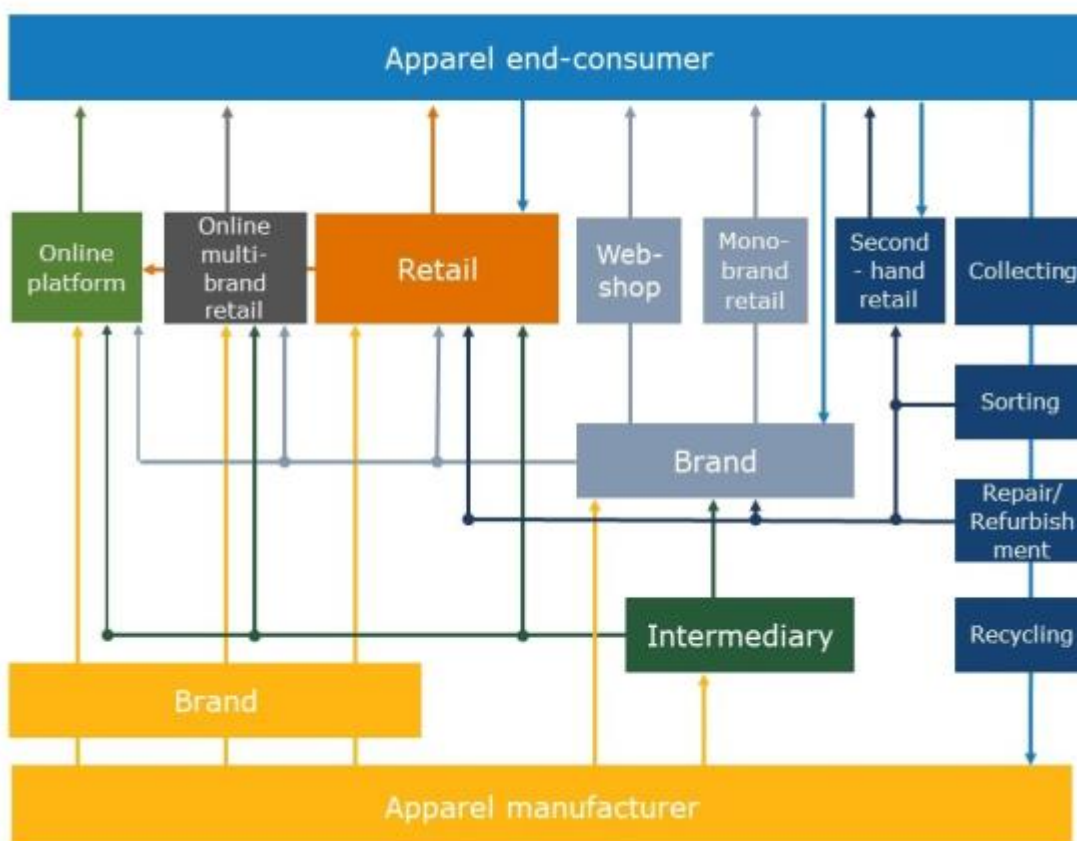 Apparel end-consumer
Online
platform
Online
multi-
brand
retail
Retail
Web-
shop
Mono-
brand
retail
Second
- hand
retail
Collecting
Sorting
Brand
Repair/
Refurbish
ment
Intermediary
Recycling
Brand
Apparel manufacturer